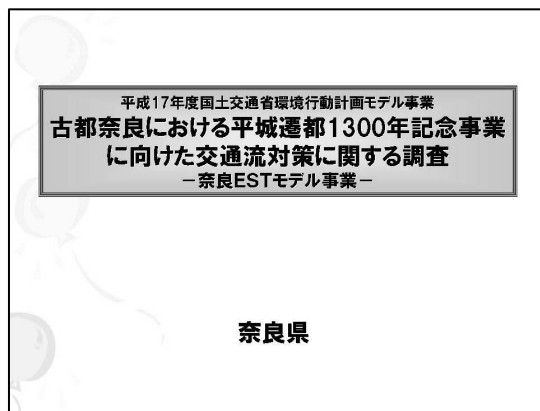 平成17年度国土交通省環境行動計画モデル事業
古都奈良における平城遷都1300年記念事業
に向けた交通流対策に関する調査
－奈良ESTモデル事業－
奈良県